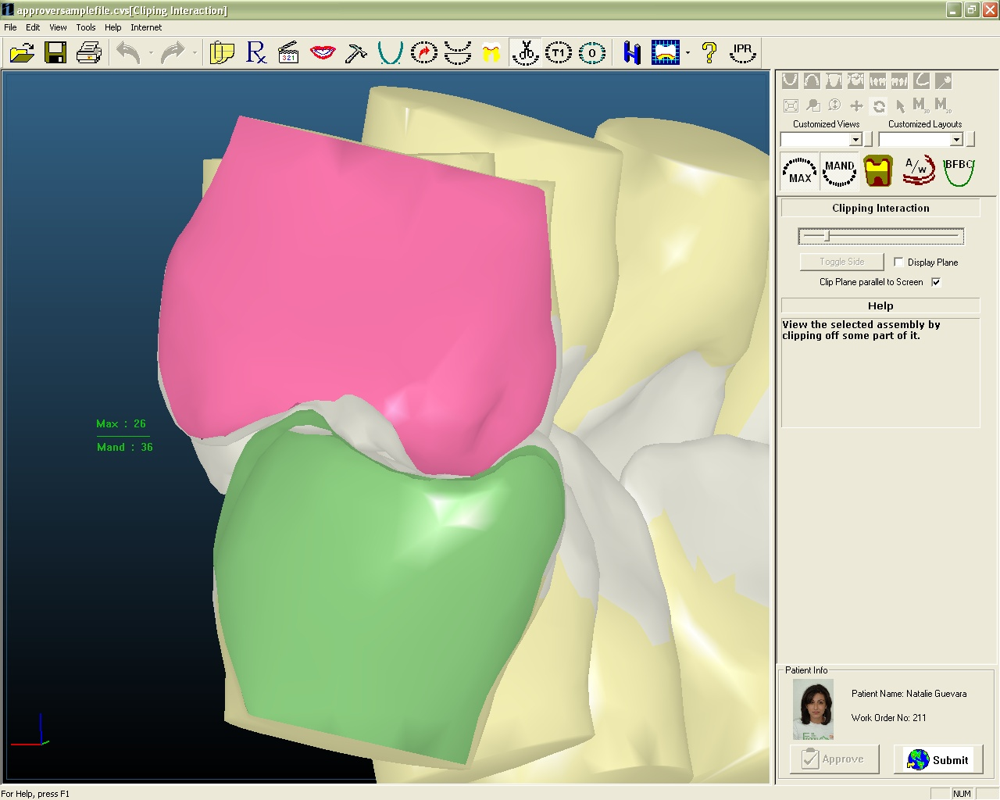 approversamplefile.cvs[Cliping Interaction]
File Edit View Tools Help Internet
Rx 321 T1 0 ? IPR
M 3D M 2D
Customized Views Customized Layouts
MAX MAND A/w BFBC
Clipping Interaction
Toggle Side Display Plane
Clip Plane parallel to Screen
Help
View the selected assembly by
clipping off some part of it.
Max : 26
Mand : 36
Patient Info
Patient Name: Natalie Guevara
Work Order No: 211
Approve Submit
For Help, press F1 NUM